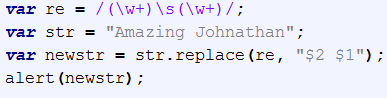 var re = /(\w+)\s(\w+)/;
var str = "Amazing Johnathan";
var newstr = str.replace(re, "$2 $1");
alert(newstr);